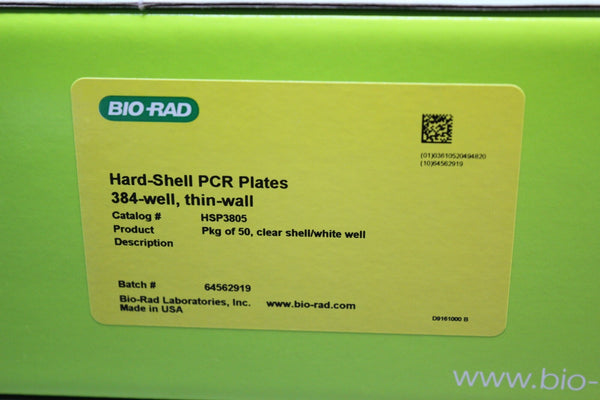 BIO-RAD
(01)03610520494820
(10)64562919
Hard-Shell PCR Plates
384-well, thin-wall
Catalog # HSP3805
Product Pkg of 50, clear shell/white well
Description
Batch # 64562919
Bio-Rad Laboratories, Inc. www.bio-rad.com
Made in USA
D9161000 B
www.bio-